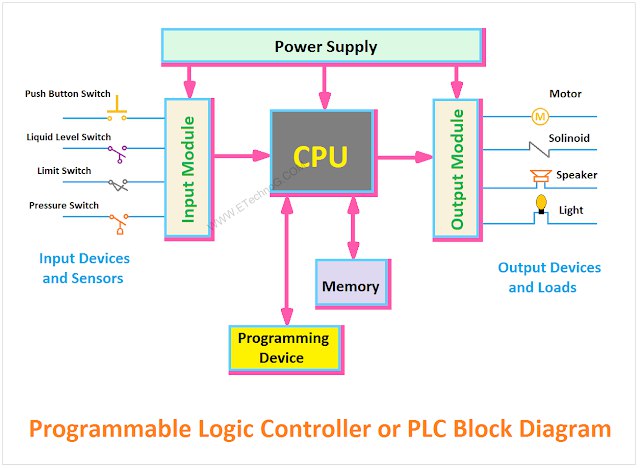 Power Supply
Push Button Switch
Liquid Level Switch
Limit Switch
Pressure Switch
Input Module
CPU
WWW.ETechnoG.COM
Output Module
Motor
M
Solinoid
Speaker
Light
Input Devices
and Sensors
Memory
Output Devices
and Loads
Programming
Device
Programmable Logic Controller or PLC Block Diagram